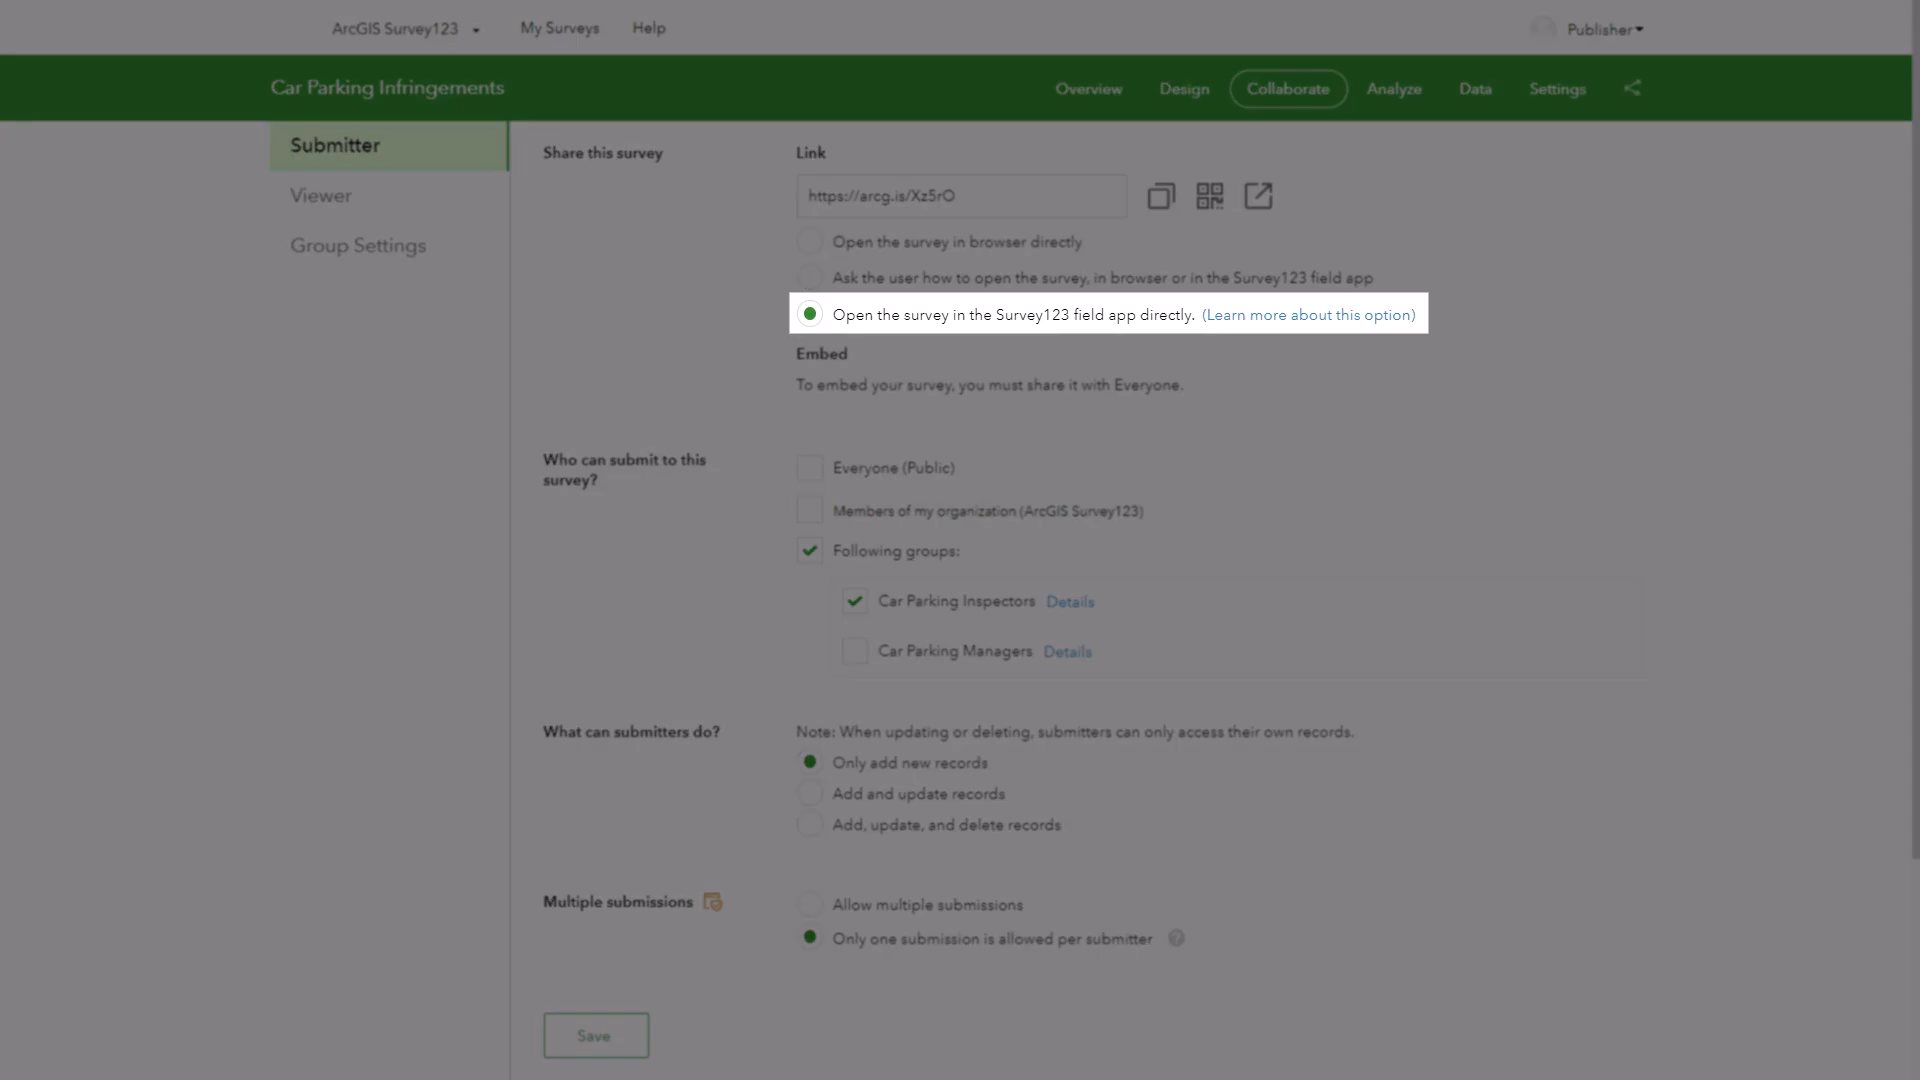 ArcGIS Survey123 My Surveys Help Publisher
Car Parking Infringements Overview Design Collaborate Analyze Data Settings
Submitter
Viewer
Group Settings
Share this survey
Link
https://arcg.is/Xz5rO
Open the survey in browser directly
Ask the user how to open the survey, in browser or in the Survey123 field app
Open the survey in the Survey123 field app directly. (Learn more about this option)
Embed
To embed your survey, you must share it with Everyone.
Who can submit to this
survey?
Everyone (Public)
Members of my organization (ArcGIS Survey123)
Following groups:
Car Parking Inspectors Details
Car Parking Managers Details
What can submitters do?
Note: When updating or deleting, submitters can only access their own records.
Only add new records
Add and update records
Add, update, and delete records
Multiple submissions
Allow multiple submissions
Only one submission is allowed per submitter ?
Save